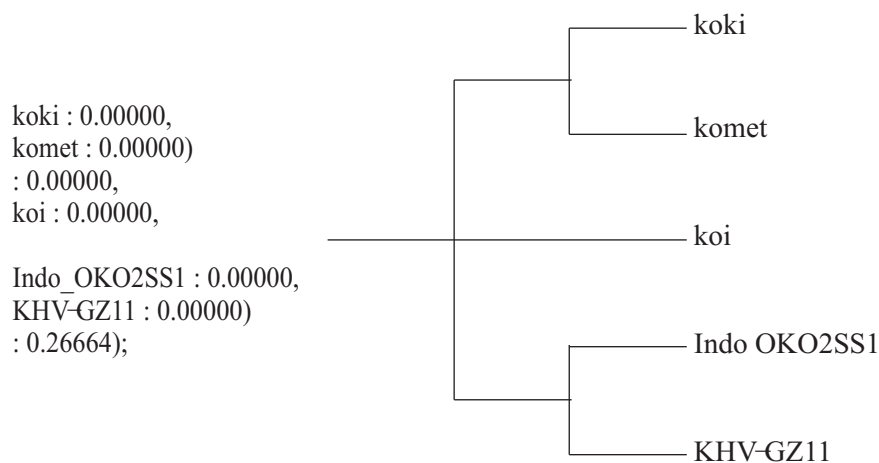 koki : 0.00000,
komet : 0.00000)
: 0.00000,
koi : 0.00000,
Indo_OKO2SS1 : 0.00000,
KHV-GZ11 : 0.00000)
: 0.26664);
koki
komet
koi
Indo OKO2SS1
KHV-GZ11